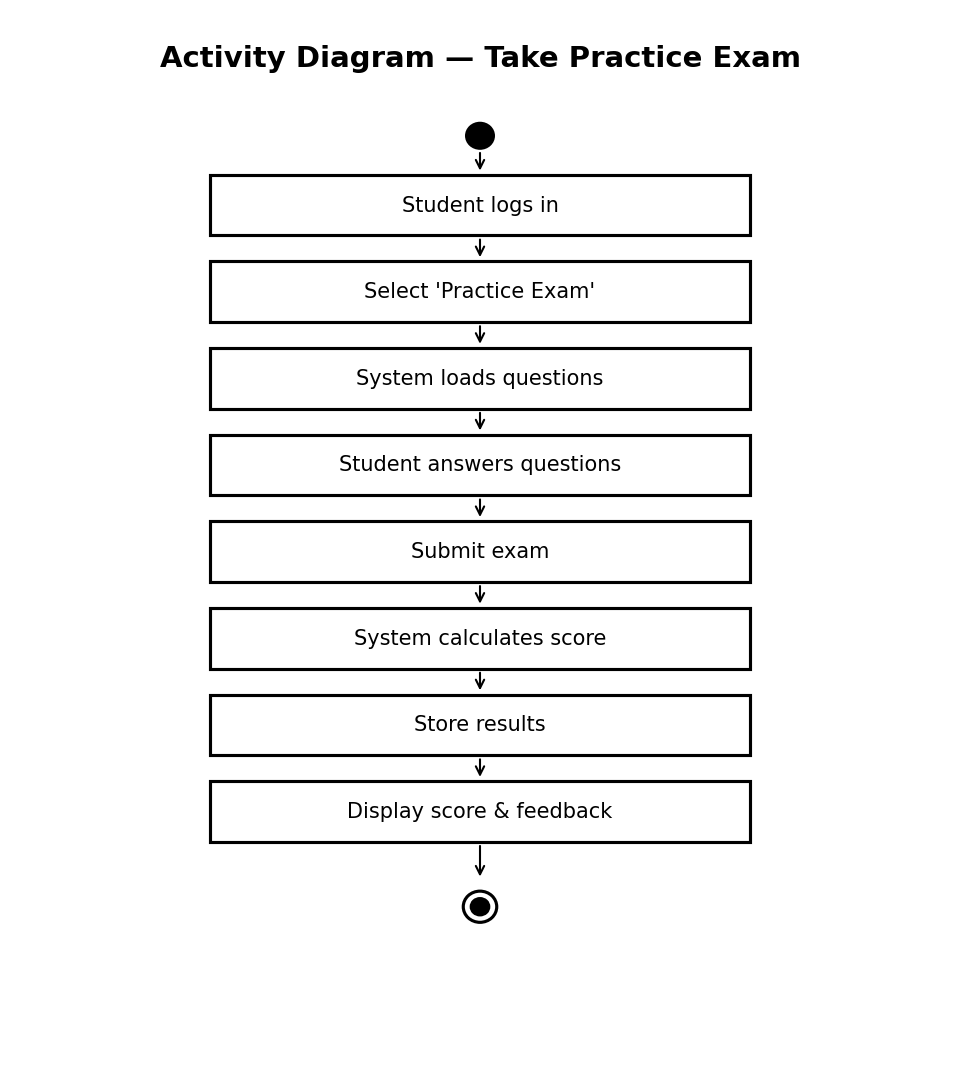 Activity Diagram — Take Practice Exam
Student logs in
Select 'Practice Exam'
System loads questions
Student answers questions
Submit exam
System calculates score
Store results
Display score & feedback